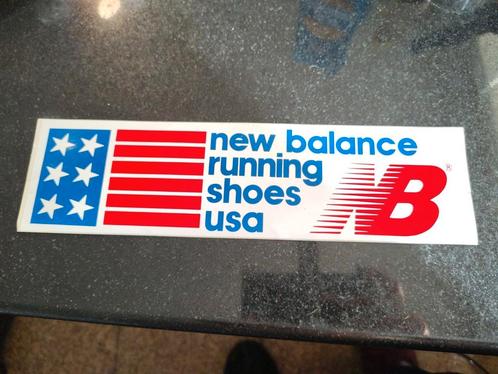 new balance
running
shoes
usa
NB®